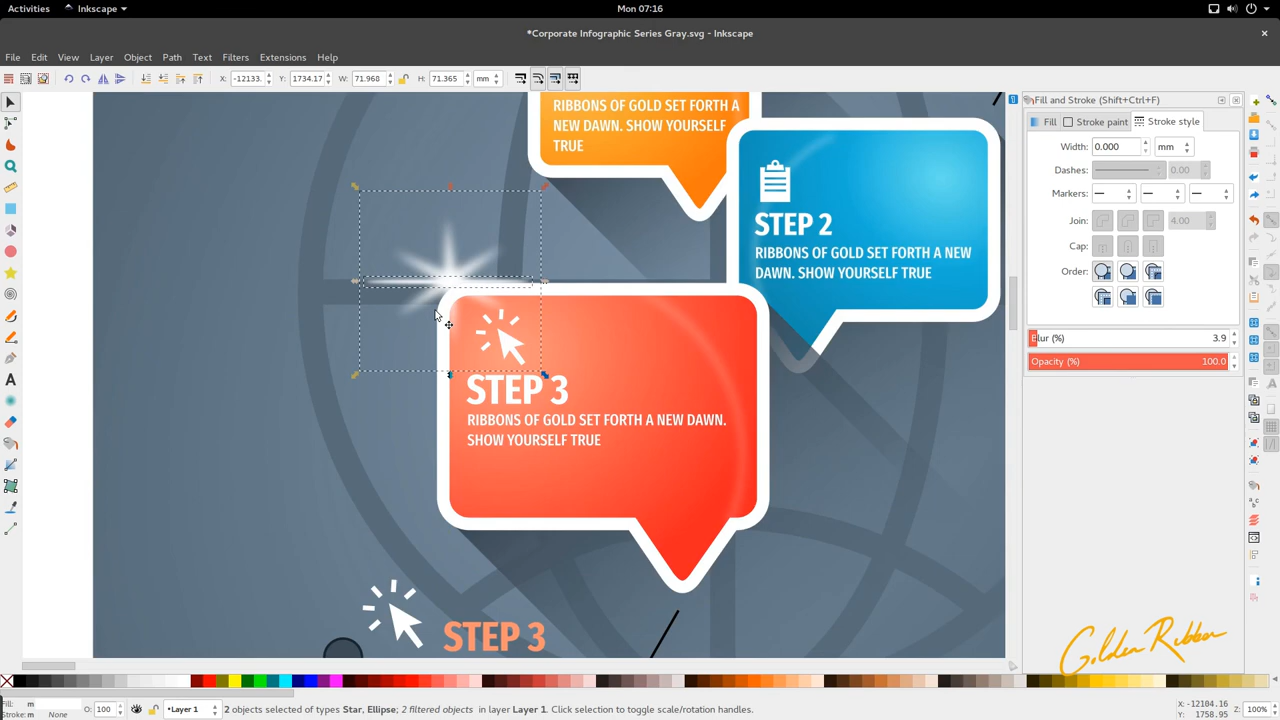 Activities
Inkscape
Mon 07:16
*Corporate Infographic Series Gray.svg - Inkscape
File Edit View Layer Object Path Text Filters Extensions Help
X: -12133. Y: 1734.17 W: 71.968 H: 71.365 mm
Fill and Stroke (Shift+Ctrl+F)
Fill Stroke paint Stroke style
Width: 0.000 mm
Dashes: 0.00
Markers:
Join: 4.00
Cap:
Order:
Blur (%) 3.9
Opacity (%) 100.0
RIBBONS OF GOLD SET FORTH A
NEW DAWN. SHOW YOURSELF
TRUE
STEP 2
RIBBONS OF GOLD SET FORTH A NEW
DAWN. SHOW YOURSELF TRUE
STEP 3
RIBBONS OF GOLD SET FORTH A NEW DAWN.
SHOW YOURSELF TRUE
STEP 3
Golden Ribbon
Fill: m
Stroke: m None
O: 100
•Layer 1
2 objects selected of types Star, Ellipse; 2 filtered objects in layer Layer 1. Click selection to toggle scale/rotation handles.
X: -12104.16
Y: 1758.95
Z: 100%